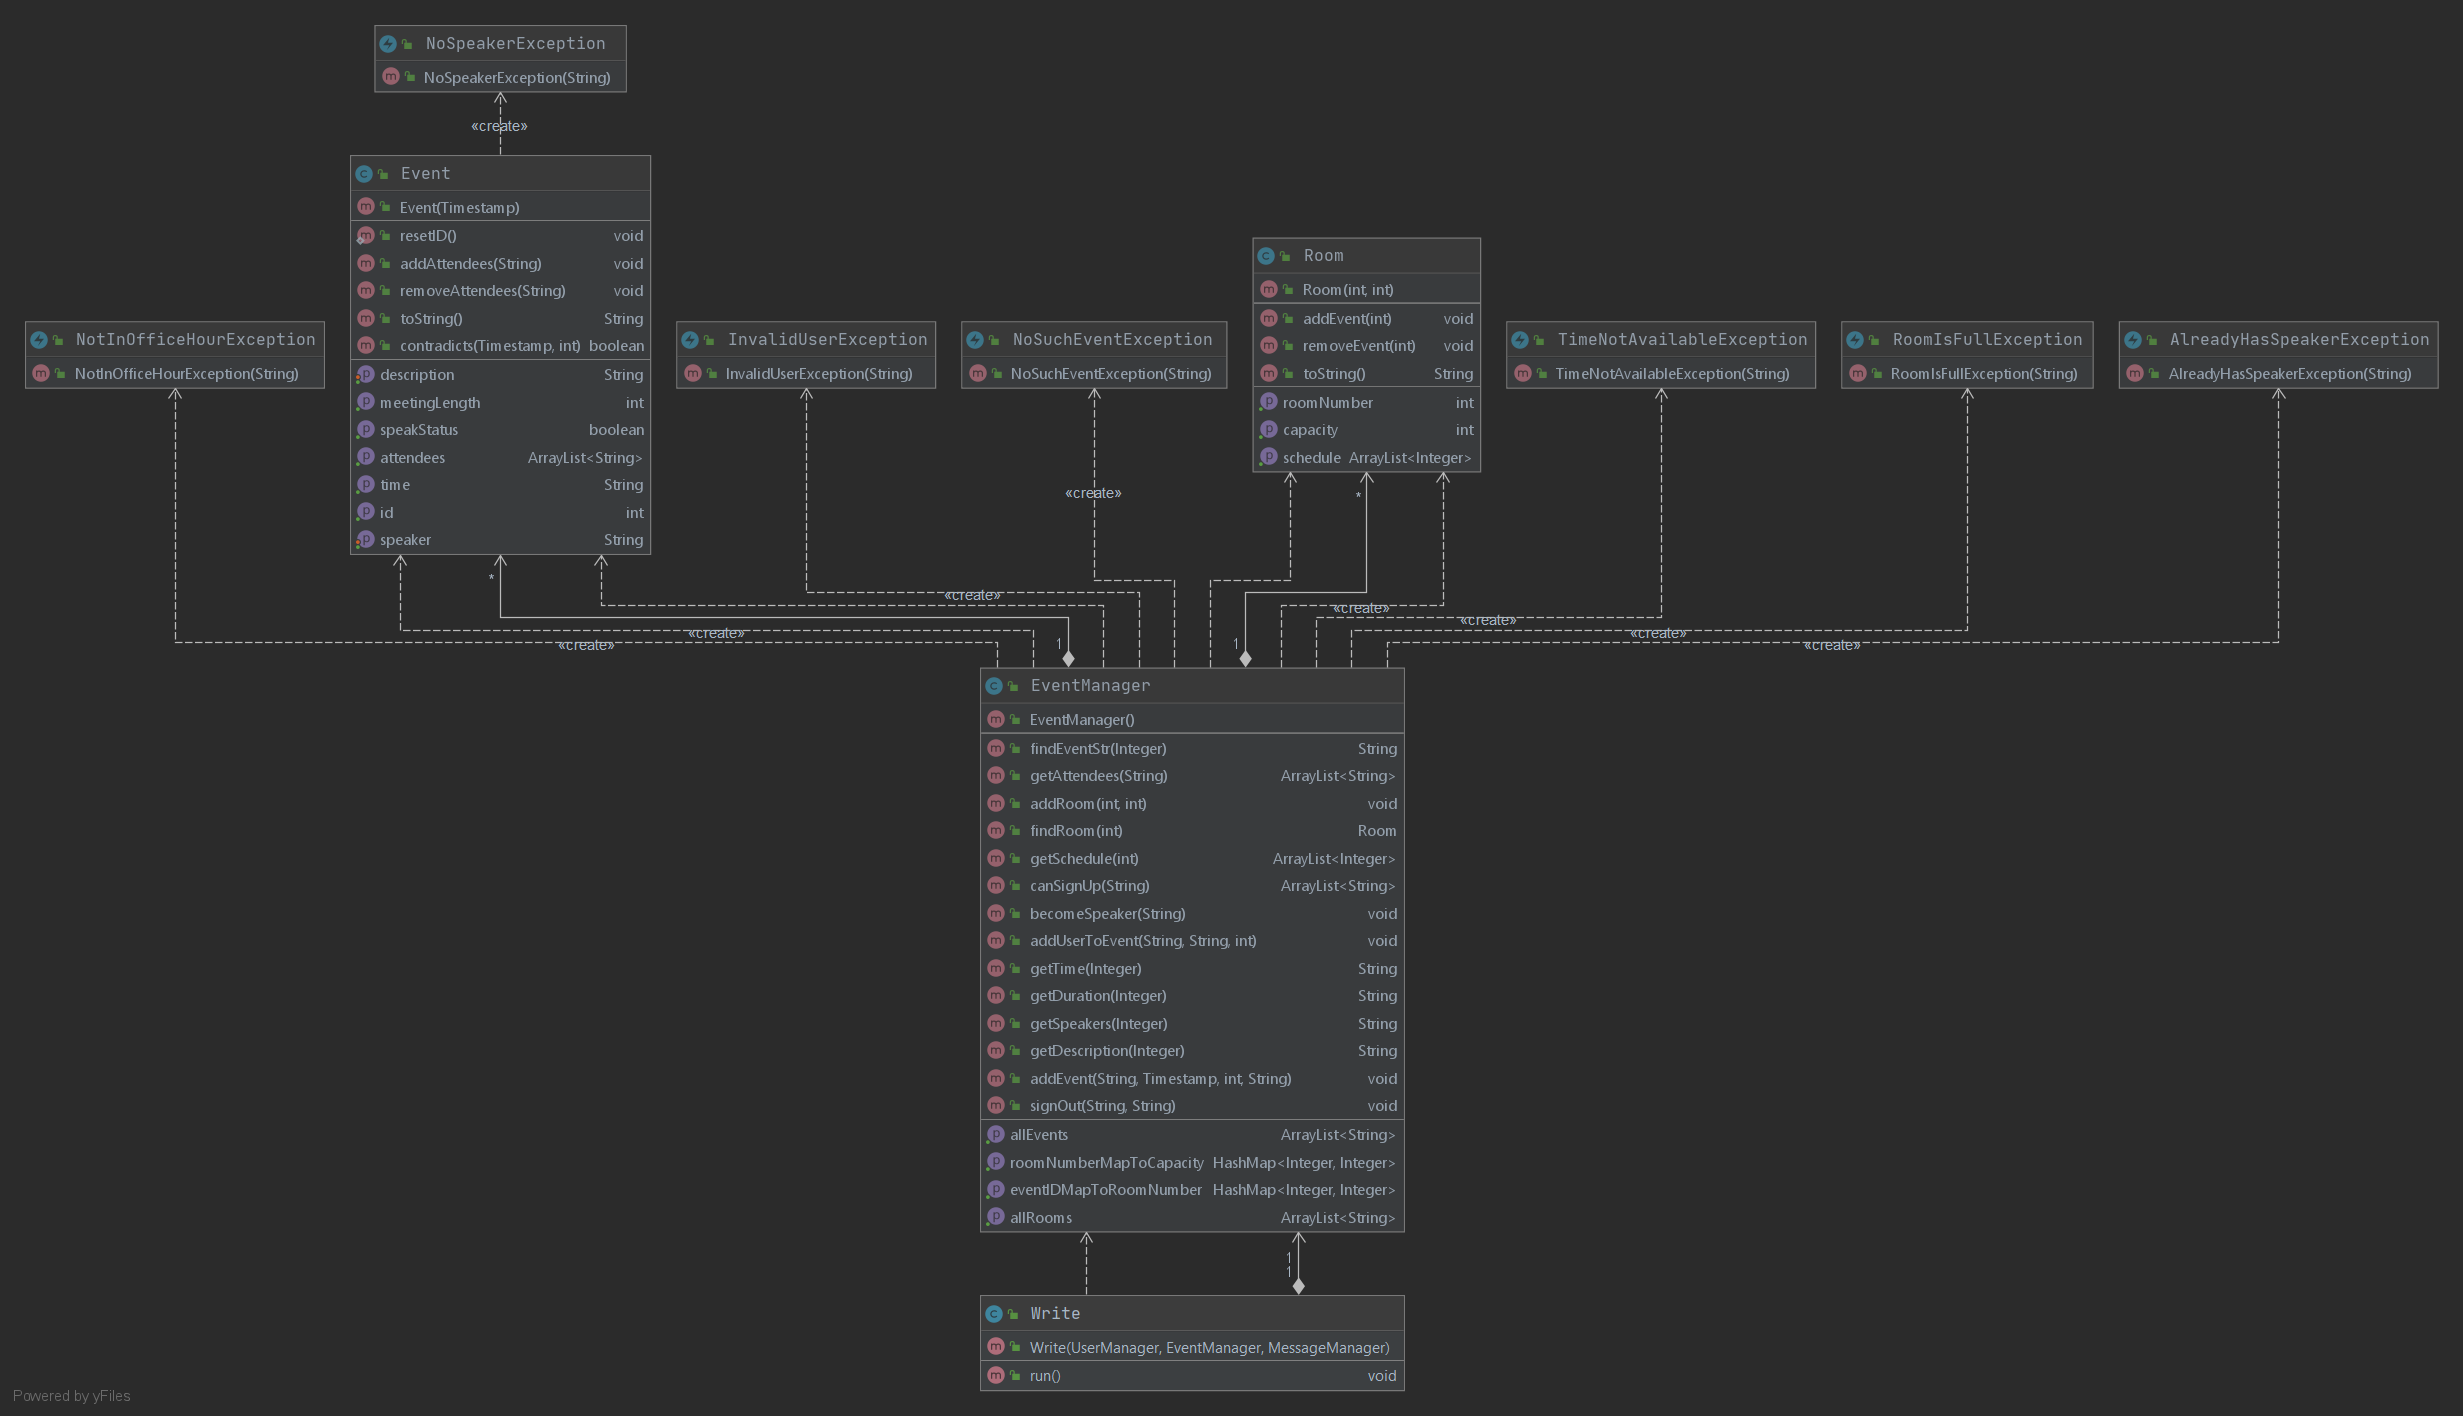 NoSpeakerException
NoSpeakerException(String)
«create»
Event
Event(Timestamp)
resetID() void
addAttendees(String) void
removeAttendees(String) void
toString() String
contradicts(Timestamp, int) boolean
description String
meetingLength int
speakStatus boolean
attendees ArrayList<String>
time String
id int
speaker String
NotInOfficeHourException
NotInOfficeHourException(String)
InvalidUserException
InvalidUserException(String)
NoSuchEventException
NoSuchEventException(String)
Room
Room(int, int)
addEvent(int) void
removeEvent(int) void
toString() String
roomNumber int
capacity int
schedule ArrayList<Integer>
TimeNotAvailableException
TimeNotAvailableException(String)
RoomIsFullException
RoomIsFullException(String)
AlreadyHasSpeakerException
AlreadyHasSpeakerException(String)
«create»
*
*
«create»
«create»
«create»
«create»
«create»
«create»
«create»
1
1
EventManager
EventManager()
findEventStr(Integer) String
getAttendees(String) ArrayList<String>
addRoom(int, int) void
findRoom(int) Room
getSchedule(int) ArrayList<Integer>
canSignUp(String) ArrayList<String>
becomeSpeaker(String) void
addUserToEvent(String, String, int) void
getTime(Integer) String
getDuration(Integer) String
getSpeakers(Integer) String
getDescription(Integer) String
addEvent(String, Timestamp, int, String) void
signOut(String, String) void
allEvents ArrayList<String>
roomNumberMapToCapacity HashMap<Integer, Integer>
eventIDMapToRoomNumber HashMap<Integer, Integer>
allRooms ArrayList<String>
1
1
Write
Write(UserManager, EventManager, MessageManager)
run() void
Powered by yFiles